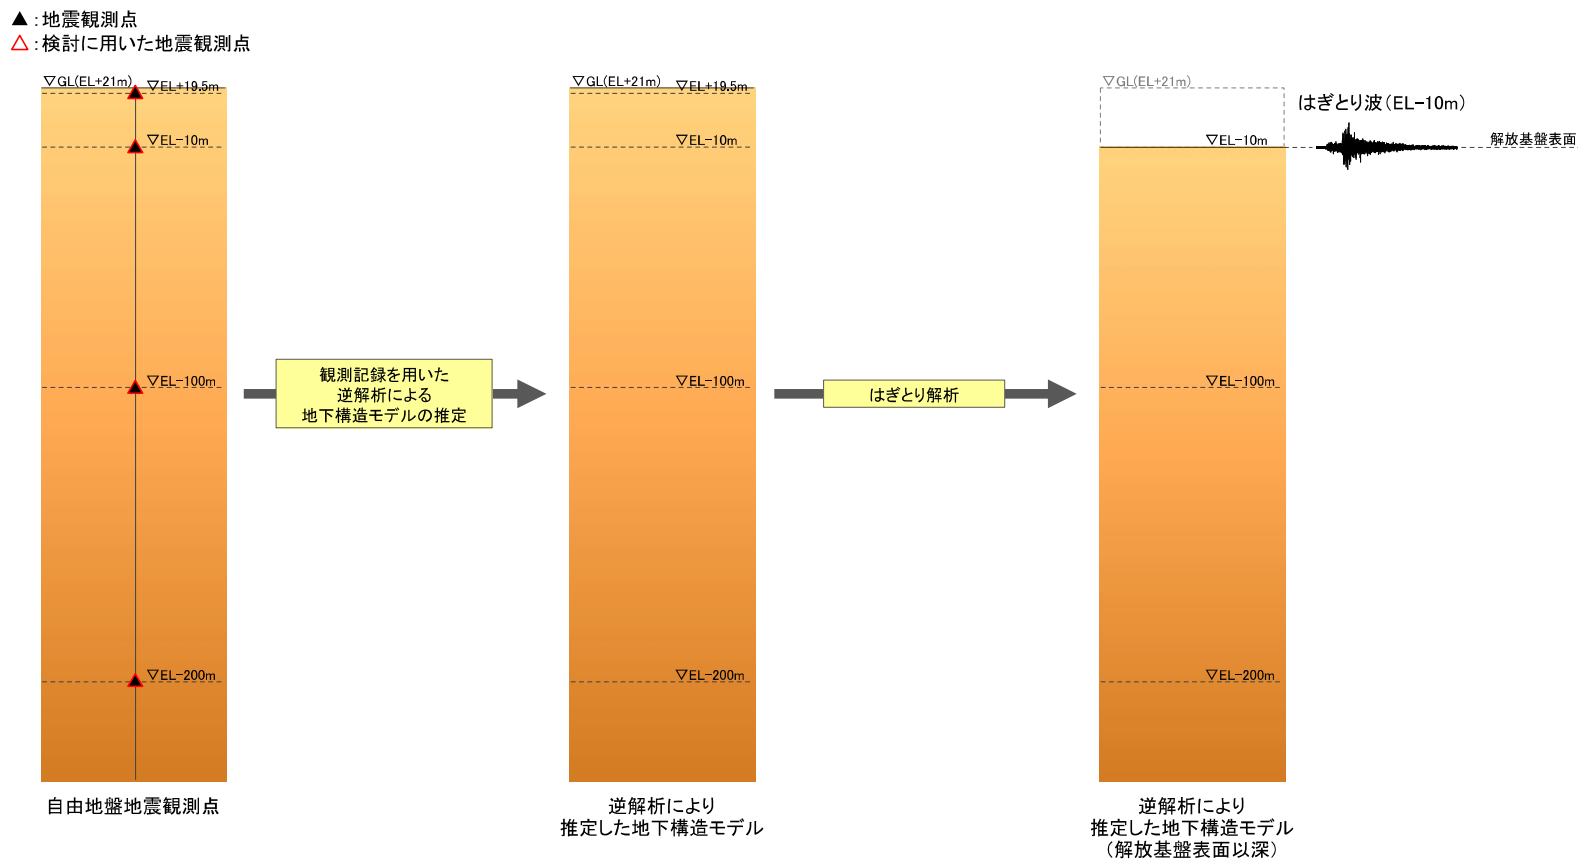 ▲：地震観測点
△：検討に用いた地震観測点
▽GL(EL+21m)
▽EL+19.5m
▽EL-10m
▽EL-100m
▽EL-200m
自由地盤地震観測点
観測記録を用いた
逆解析による
地下構造モデルの推定
▽GL(EL+21m)
▽EL+19.5m
▽EL-10m
▽EL-100m
▽EL-200m
逆解析により
推定した地下構造モデル
はぎとり解析
▽GL(EL+21m)
▽EL-10m
▽EL-100m
▽EL-200m
はぎとり波（EL-10m）
解放基盤表面
逆解析により
推定した地下構造モデル
（解放基盤表面以深）